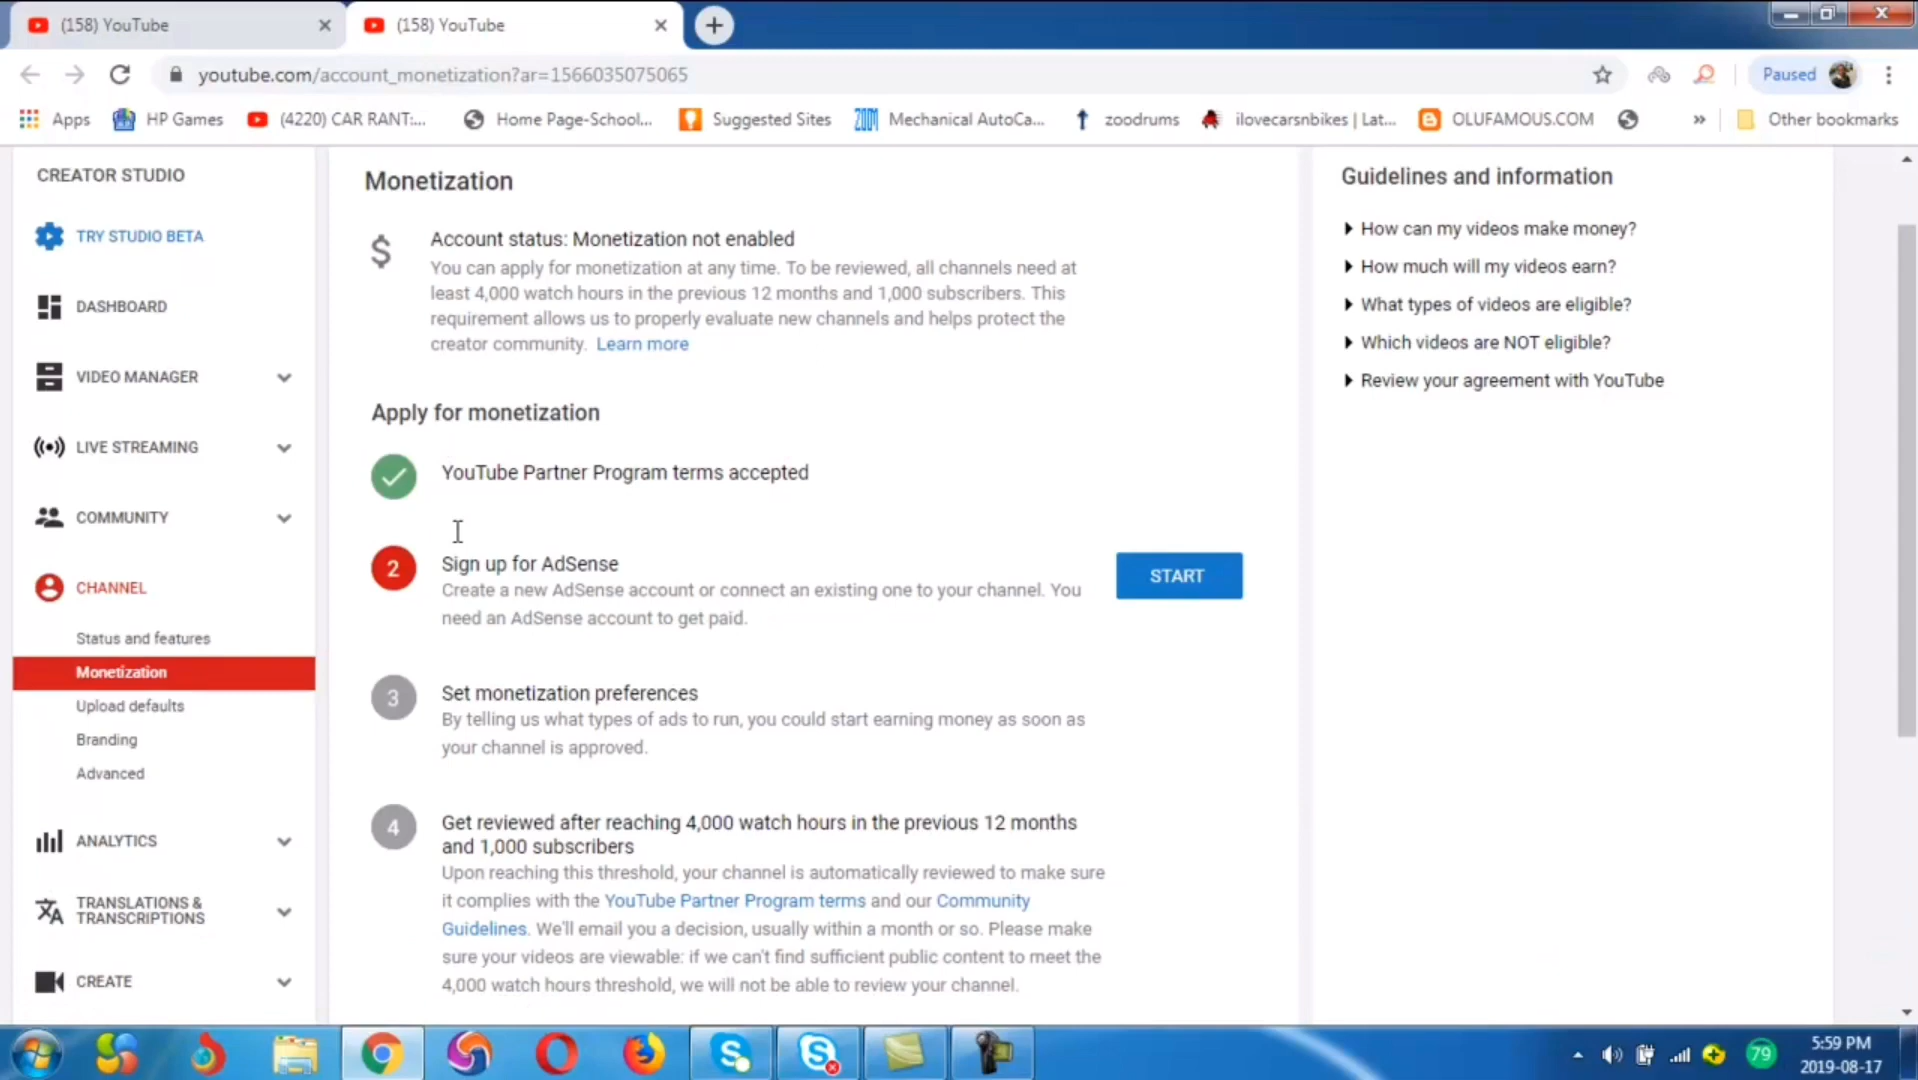 (158) YouTube
(158) YouTube
youtube.com/account_monetization?ar=1566035075065
Paused
Apps
HP Games
(4220) CAR RANT:...
Home Page-School...
Suggested Sites
Mechanical AutoCa...
zoodrums
ilovecarsnbikes | Lat...
OLUFAMOUS.COM
»
Other bookmarks
CREATOR STUDIO
TRY STUDIO BETA
DASHBOARD
VIDEO MANAGER
LIVE STREAMING
COMMUNITY
CHANNEL
Status and features
Monetization
Upload defaults
Branding
Advanced
ANALYTICS
TRANSLATIONS &
TRANSCRIPTIONS
CREATE
Monetization
$
Account status: Monetization not enabled
You can apply for monetization at any time. To be reviewed, all channels need at
least 4,000 watch hours in the previous 12 months and 1,000 subscribers. This
requirement allows us to properly evaluate new channels and helps protect the
creator community. Learn more
Apply for monetization
YouTube Partner Program terms accepted
2
Sign up for AdSense
Create a new AdSense account or connect an existing one to your channel. You
need an AdSense account to get paid.
START
3
Set monetization preferences
By telling us what types of ads to run, you could start earning money as soon as
your channel is approved.
4
Get reviewed after reaching 4,000 watch hours in the previous 12 months
and 1,000 subscribers
Upon reaching this threshold, your channel is automatically reviewed to make sure
it complies with the YouTube Partner Program terms and our Community
Guidelines. We'll email you a decision, usually within a month or so. Please make
sure your videos are viewable: if we can't find sufficient public content to meet the
4,000 watch hours threshold, we will not be able to review your channel.
Guidelines and information
How can my videos make money?
How much will my videos earn?
What types of videos are eligible?
Which videos are NOT eligible?
Review your agreement with YouTube
79
5:59 PM
2019-08-17